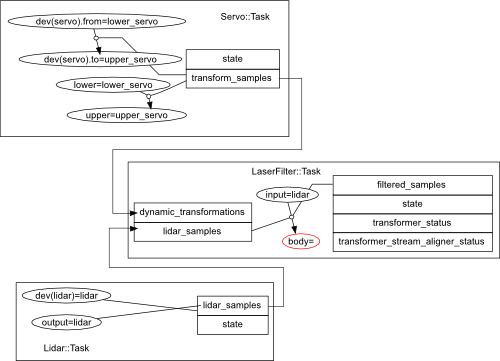 Servo::Task
dev(servo).from=lower_servo
dev(servo).to=upper_servo
state
lower=lower_servo
transform_samples
upper=upper_servo
LaserFilter::Task
input=lidar
filtered_samples
state
dynamic_transformations
transformer_status
lidar_samples
body=
transformer_stream_aligner_status
dev(lidar)=lidar
lidar_samples
output=lidar
state
Lidar::Task